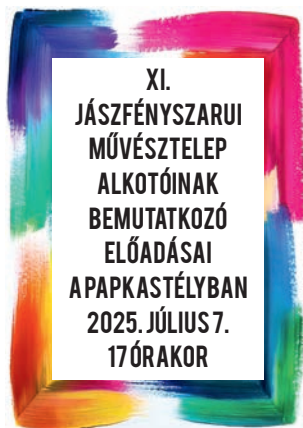 XI.
JÁSZFÉNYSZARUI
MŰVÉSZTELEP
ALKOTÓINAK
BEMUTATKOZÓ
ELŐADÁSAI
A PAPKASTÉLYBAN
2025. JÚLIUS 7.
17 ÓRAKOR